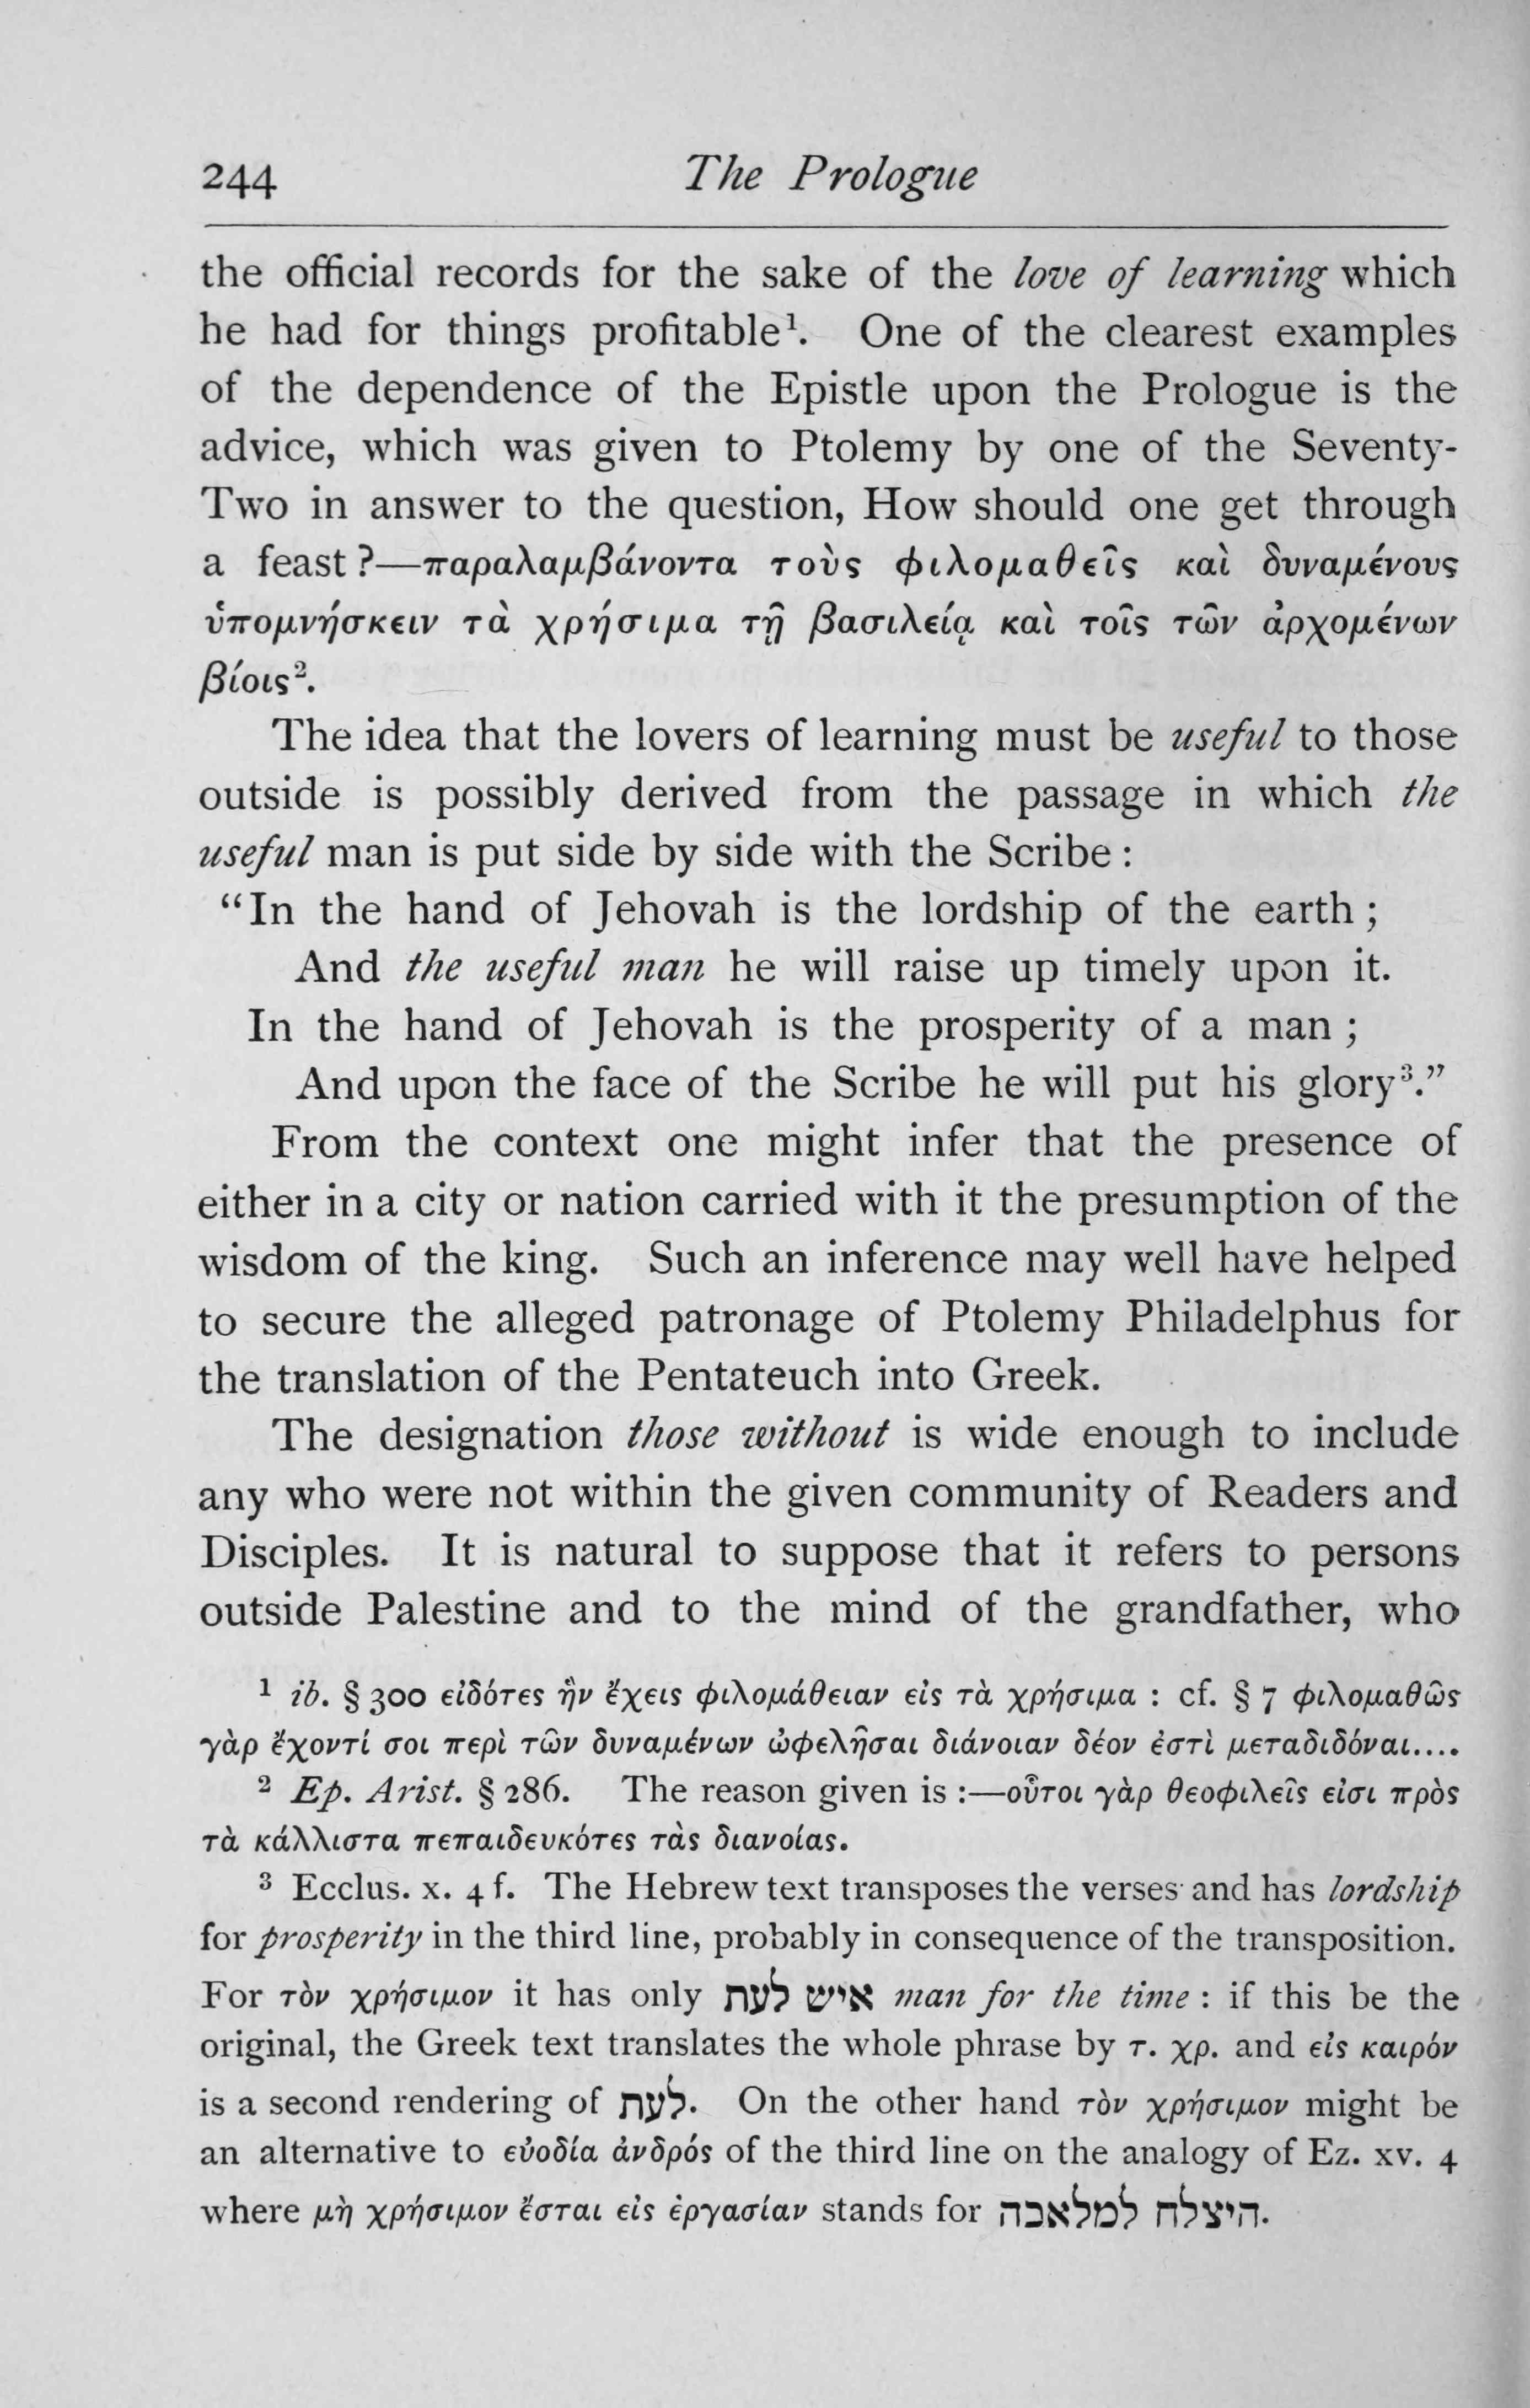 244 The Prologue
the official records for the sake of the love of learning which
he had for things profitable¹. One of the clearest examples
of the dependence of the Epistle upon the Prologue is the
advice, which was given to Ptolemy by one of the Seventy-
Two in answer to the question, How should one get through
a feast?—παραλαμβάνοντα τοὺς φιλομαθεῖς καὶ δυναμένους
ὑπομνήσκειν τὰ χρήσιμα τῇ βασιλείᾳ καὶ τοῖς τῶν ἀρχομένων
βίοις².
The idea that the lovers of learning must be useful to those
outside is possibly derived from the passage in which the
useful man is put side by side with the Scribe:
“In the hand of Jehovah is the lordship of the earth;
And the useful man he will raise up timely upon it.
In the hand of Jehovah is the prosperity of a man;
And upon the face of the Scribe he will put his glory³.”
From the context one might infer that the presence of
either in a city or nation carried with it the presumption of the
wisdom of the king. Such an inference may well have helped
to secure the alleged patronage of Ptolemy Philadelphus for
the translation of the Pentateuch into Greek.
The designation those without is wide enough to include
any who were not within the given community of Readers and
Disciples. It is natural to suppose that it refers to persons
outside Palestine and to the mind of the grandfather, who
¹ ib. § 300 εἰδότες ἣν ἔχεις φιλομάθειαν εἰς τὰ χρήσιμα : cf. § 7 φιλομαθῶς
γὰρ ἔχοντί σοι περὶ τῶν δυναμένων ὠφελῆσαι διάνοιαν δέον ἐστὶ μεταδιδόναι....
² Ep. Arist. § 286. The reason given is :—οὗτοι γὰρ θεοφιλεῖς εἰσι πρὸς
τὰ κάλλιστα πεπαιδευκότες τὰς διανοίας.
³ Ecclus. x. 4 f. The Hebrew text transposes the verses and has lordship
for prosperity in the third line, probably in consequence of the transposition.
For τὸν χρήσιμον it has only איש לעת man for the time : if this be the
original, the Greek text translates the whole phrase by τ. χρ. and εἰς καιρόν
is a second rendering of לעת. On the other hand τὸν χρήσιμον might be
an alternative to εὐοδία ἀνδρός of the third line on the analogy of Ez. xv. 4
where μὴ χρήσιμον ἔσται εἰς ἐργασίαν stands for היצלח למלאכה.